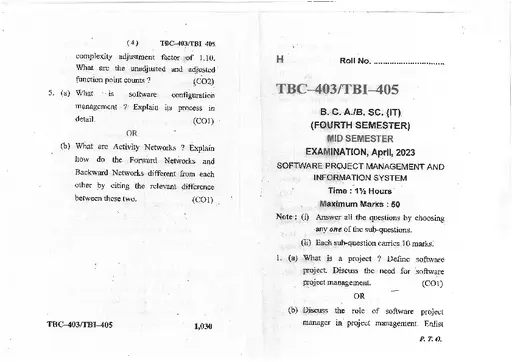 ( 4 ) TBC–403/TBI–405
complexity adjustment factor of 1.10.
What are the unadjusted and adjusted
function point counts ? (CO2)
5. (a) What is software configuration
management ? Explain its process in
detail. (CO1)
OR
(b) What are Activity Networks ? Explain
how do the Forward Networks and
Backward Networks different from each
other by citing the relevant difference
between these two. (CO1)
TBC–403/TBI–405 1,030
H Roll No. ..............................
TBC–403/TBI–405
B. C. A./B. SC. (IT)
(FOURTH SEMESTER)
MID SEMESTER
EXAMINATION, April, 2023
SOFTWARE PROJECT MANAGEMENT AND
INFORMATION SYSTEM
Time : 1½ Hours
Maximum Marks : 50
Note : (i) Answer all the questions by choosing
any one of the sub-questions.
(ii) Each sub-question carries 10 marks.
1. (a) What is a project ? Define software
project. Discuss the need for software
project management. (CO1)
OR
(b) Discuss the role of software project
manager in project management. Enlist
P. T. O.